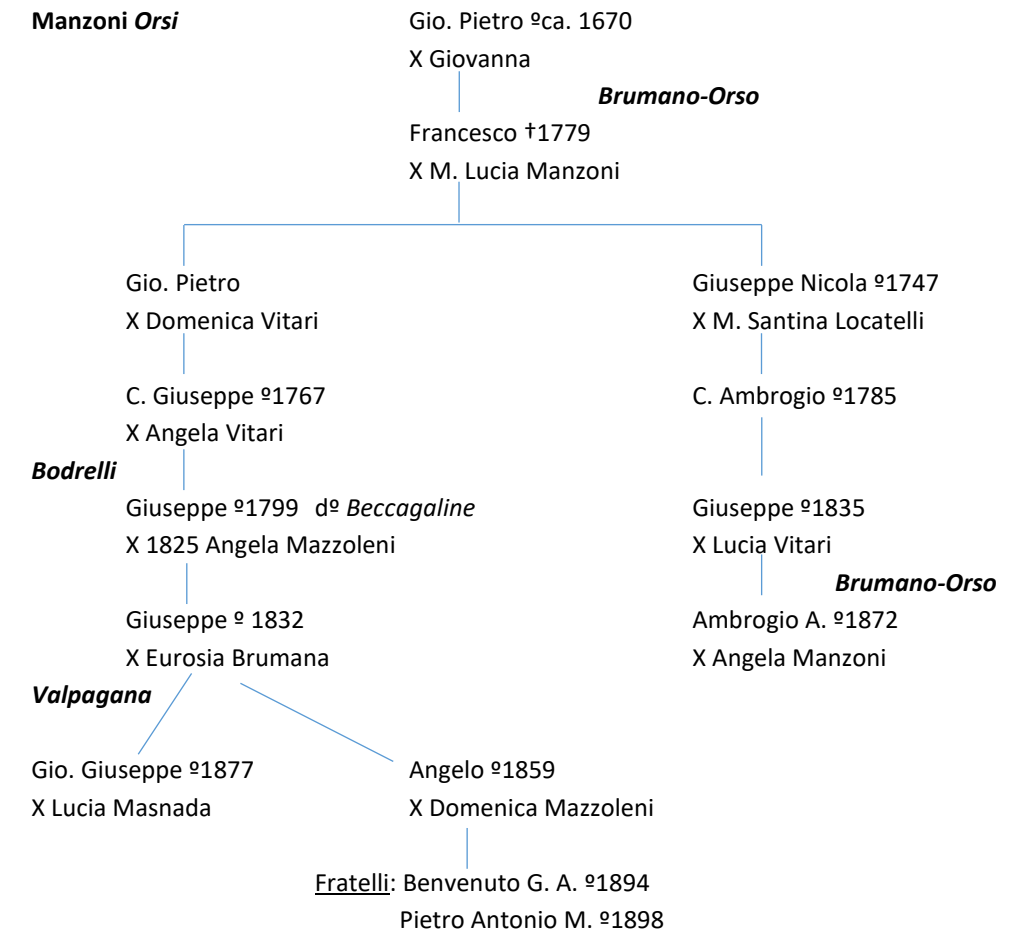 Manzoni Orsi Gio. Pietro ºca. 1670
X Giovanna
Brumano-Orso
Francesco †1779
X M. Lucia Manzoni
Gio. Pietro Giuseppe Nicola º1747
X Domenica Vitari X M. Santina Locatelli
C. Giuseppe º1767 C. Ambrogio º1785
X Angela Vitari
Bodrelli
Giuseppe º1799 dº Beccagaline Giuseppe º1835
X 1825 Angela Mazzoleni X Lucia Vitari
Brumano-Orso
Giuseppe º 1832 Ambrogio A. º1872
X Eurosia Brumana X Angela Manzoni
Valpagana
Gio. Giuseppe º1877 Angelo º1859
X Lucia Masnada X Domenica Mazzoleni
Fratelli: Benvenuto G. A. º1894
Pietro Antonio M. º1898